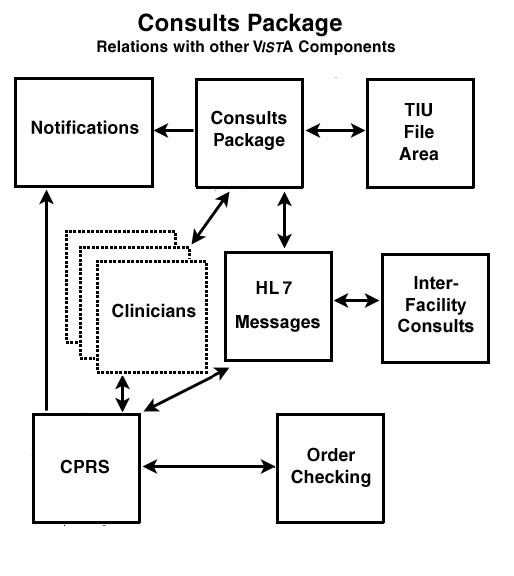 Consults Package
Relations with other VISTA Components
Notifications
Consults
Package
TIU
File
Area
Clinicians
HL 7
Messages
Inter-
Facility
Consults
CPRS
Order
Checking